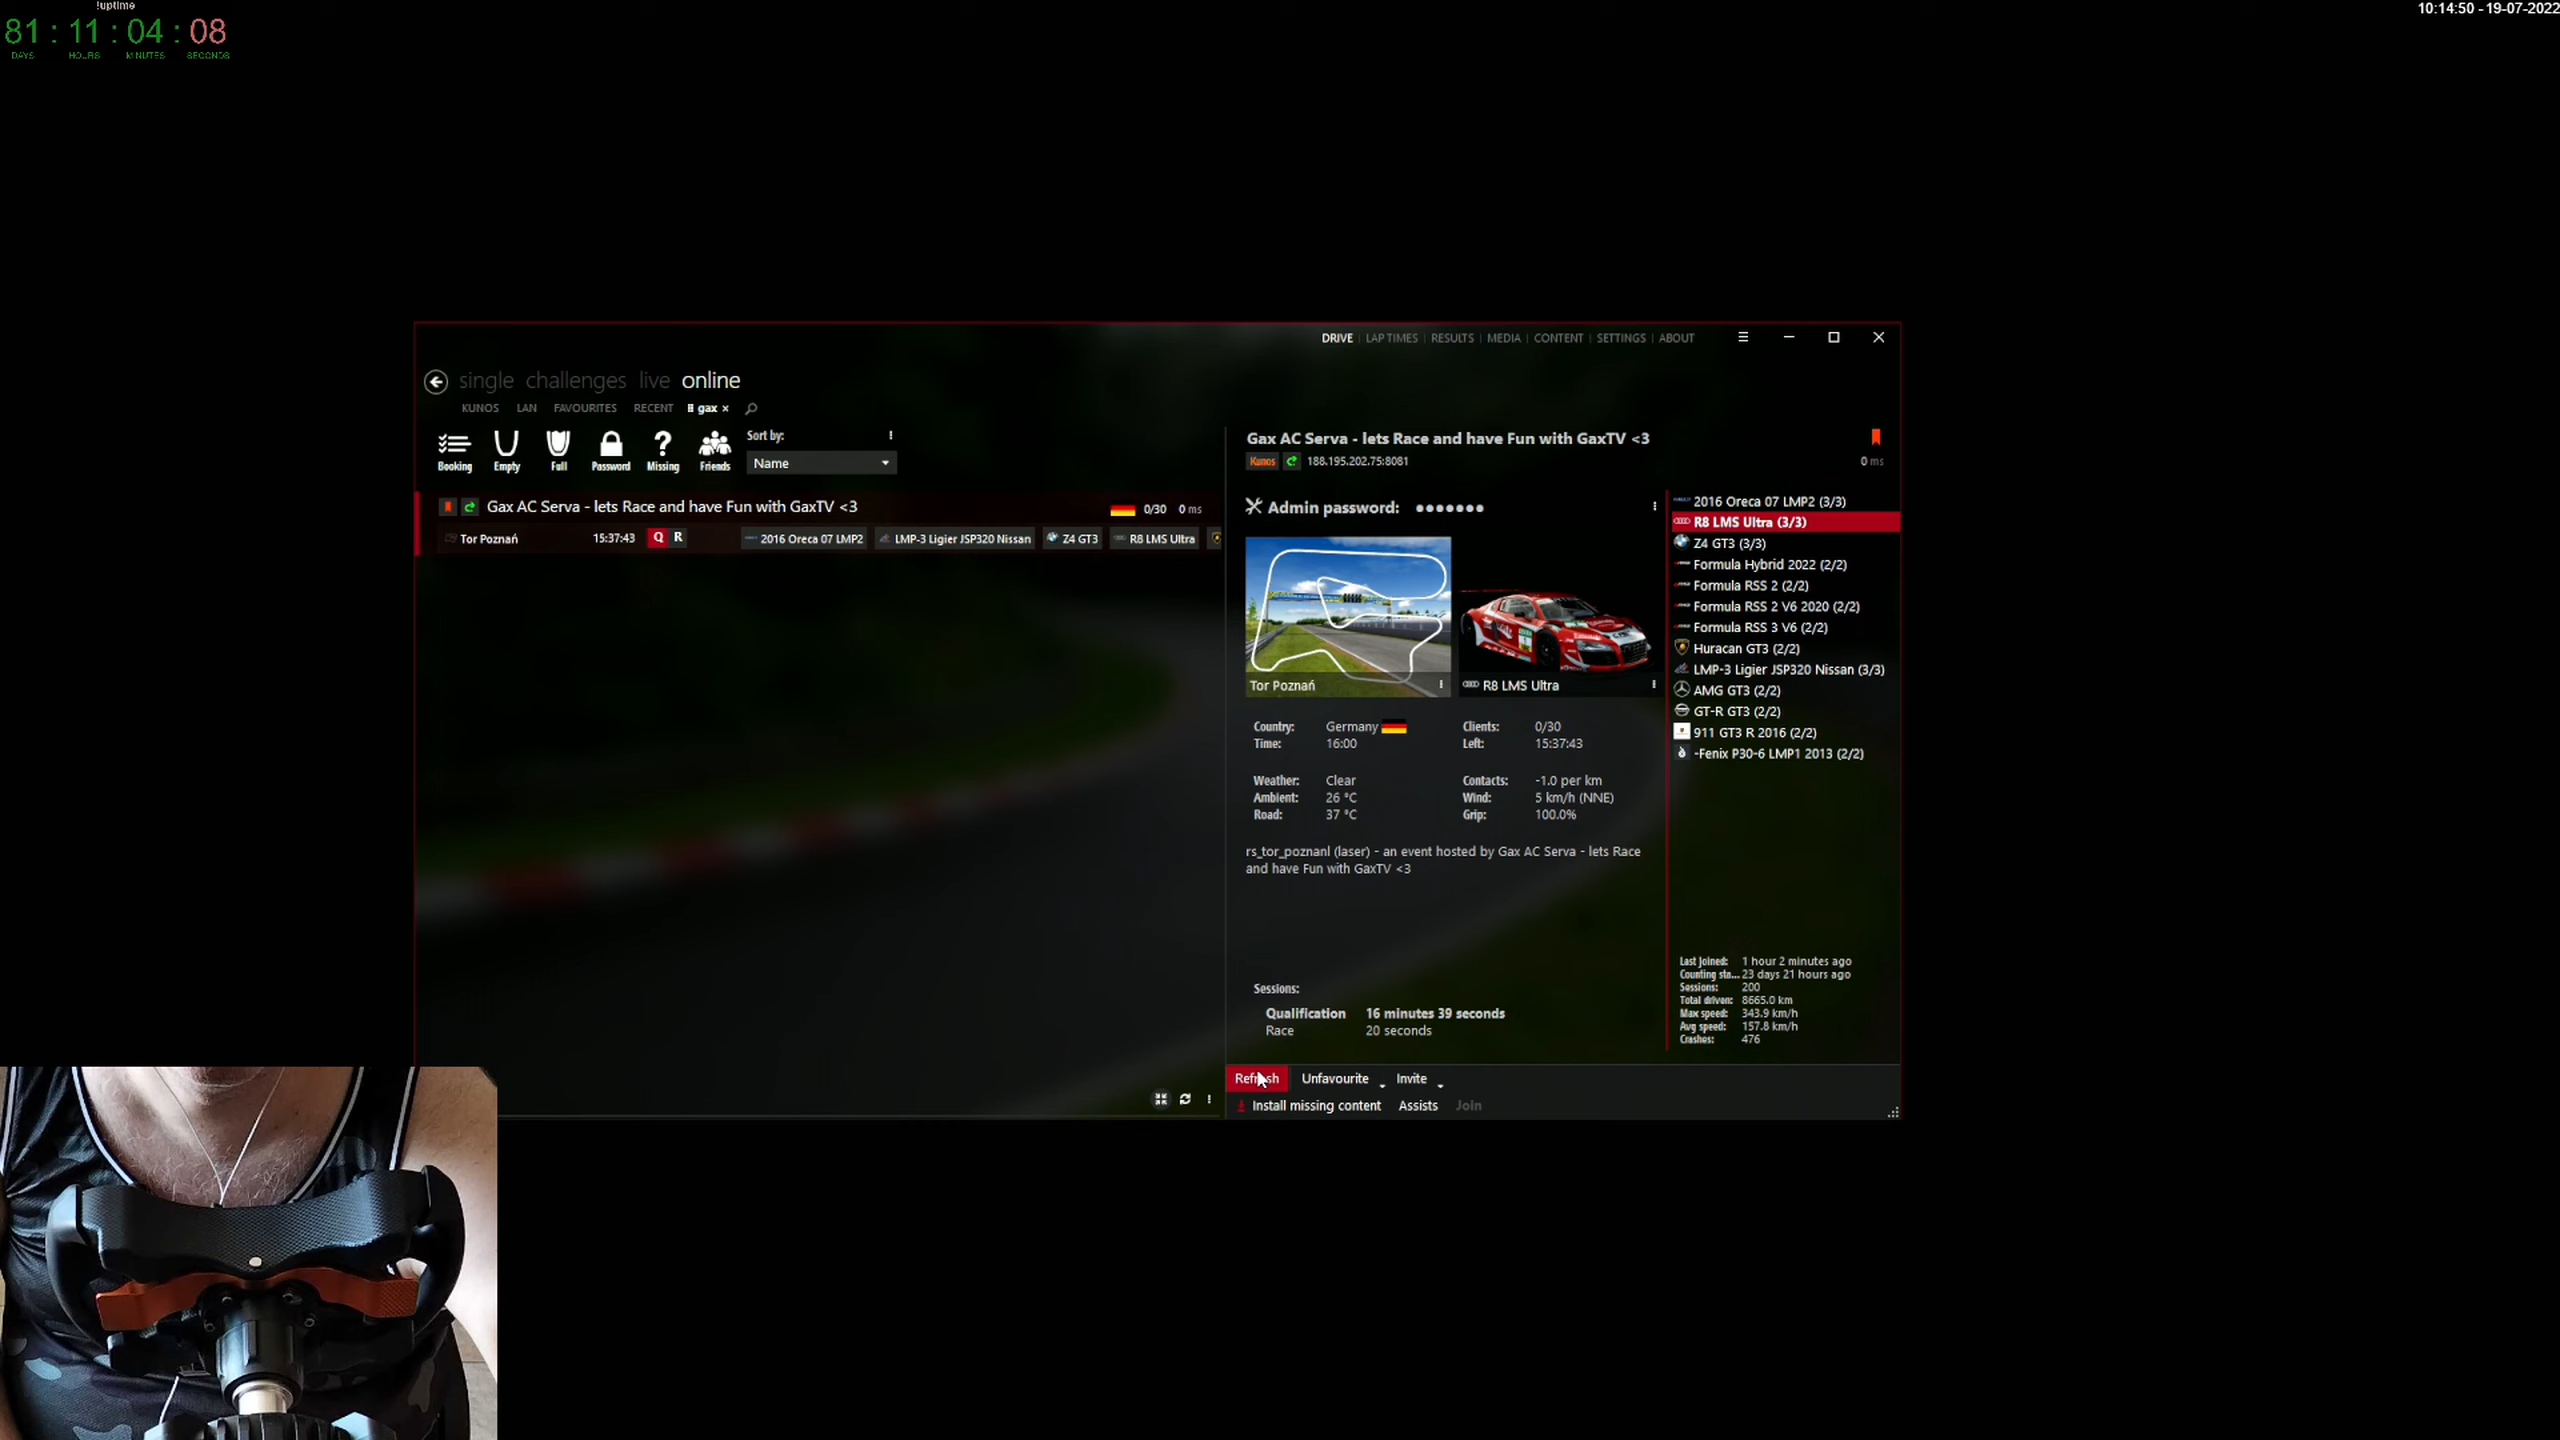 !uptime
81 : 11 : 04 : 08
DAYS HOURS MINUTES SECONDS
10:14:50 - 19-07-2022
DRIVE | LAP TIMES | RESULTS | MEDIA | CONTENT | SETTINGS | ABOUT
single challenges live online
KUNOS LAN FAVOURITES RECENT gax
Booking Empty Full Password Missing Friends
Sort by:
Name
Gax AC Serva - lets Race and have Fun with GaxTV <3 0/30 0 ms
Tor Poznań 15:37:43 Q R 2016 Oreca 07 LMP2 LMP-3 Ligier JSP320 Nissan Z4 GT3 R8 LMS Ultra
Gax AC Serva - lets Race and have Fun with GaxTV <3
Kunos 188.195.202.75:8081 0 ms
Admin password: ●●●●●●●
Tor Poznań
R8 LMS Ultra
Country: Germany Clients: 0/30
Time: 16:00 Left: 15:37:43
Weather: Clear Contacts: -1.0 per km
Ambient: 26 °C Wind: 5 km/h (NNE)
Road: 37 °C Grip: 100.0%
rs_tor_poznanl (laser) - an event hosted by Gax AC Serva - lets Race
and have Fun with GaxTV <3
Sessions:
Qualification 16 minutes 39 seconds
Race 20 seconds
2016 Oreca 07 LMP2 (3/3)
R8 LMS Ultra (3/3)
Z4 GT3 (3/3)
Formula Hybrid 2022 (2/2)
Formula RSS 2 (2/2)
Formula RSS 2 V6 2020 (2/2)
Formula RSS 3 V6 (2/2)
Huracan GT3 (2/2)
LMP-3 Ligier JSP320 Nissan (3/3)
AMG GT3 (2/2)
GT-R GT3 (2/2)
911 GT3 R 2016 (2/2)
-Fenix P30-6 LMP1 2013 (2/2)
Last joined: 1 hour 2 minutes ago
Counting sta... 23 days 21 hours ago
Sessions: 200
Total driven: 8665.0 km
Max speed: 343.9 km/h
Avg speed: 157.8 km/h
Crashes: 476
Refresh Unfavourite Invite
Install missing content Assists Join